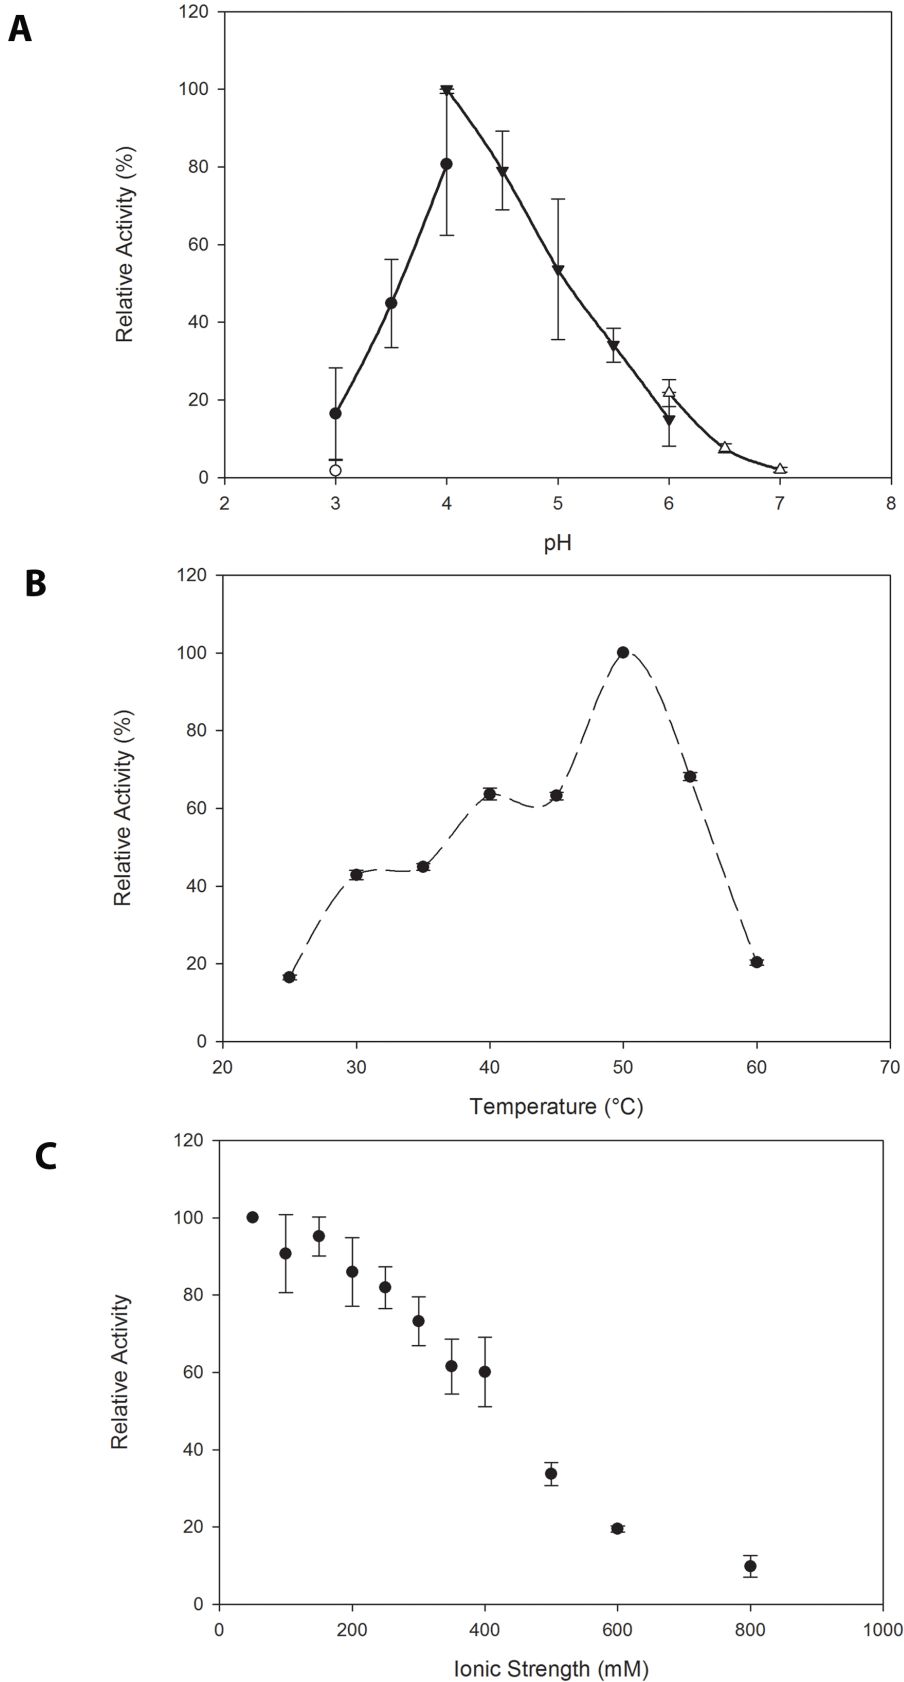 A
120
100
80
60
40
20
0
Relative Activity (%)
2 3 4 5 6 7 8
pH
B
120
100
80
60
40
20
0
Relative Activity (%)
20 30 40 50 60 70
Temperature (°C)
C
120
100
80
60
40
20
0
Relative Activity
0 200 400 600 800 1000
Ionic Strength (mM)